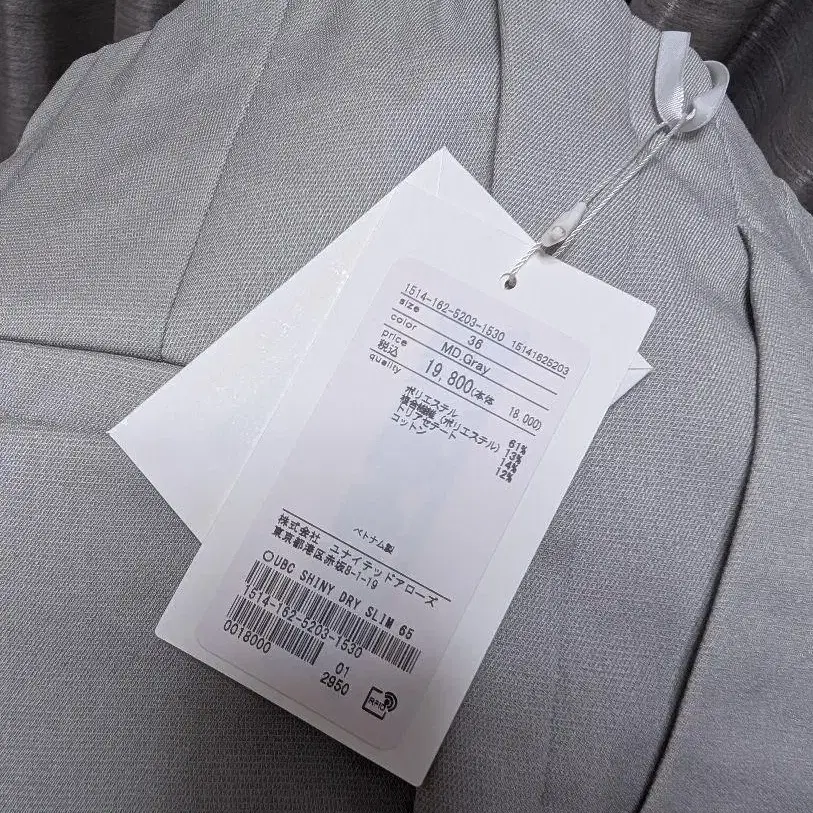 1514-162-5203-1530 15141625203
size 36
color MD.Gray
price 税込 19,800(本体 18,000)
quality
ポリエステル 61%
複合繊維(ポリエステル) 13%
トリアセテート 14%
コットン 12%
ベトナム製
株式会社 ユナイテッドアローズ
東京都港区赤坂8-1-19
○UBC SHINY DRY SLIM 65
1514-162-5203-1530
0018000 01
2950
RFID